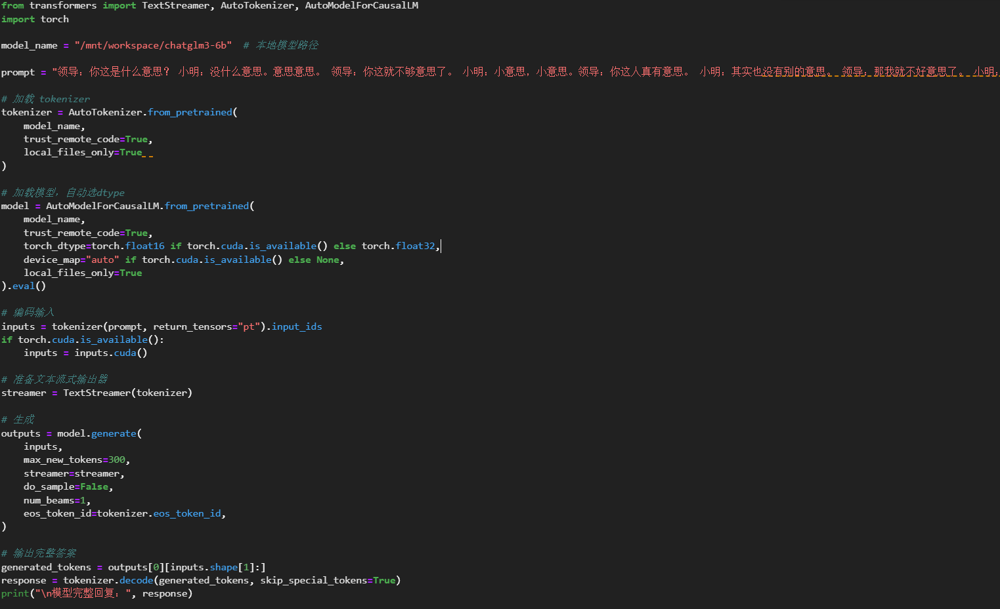 from transformers import TextStreamer, AutoTokenizer, AutoModelForCausalLM
import torch

model_name = "/mnt/workspace/chatglm3-6b"  # 本地模型路径

prompt = "领导：你这是什么意思？ 小明：没什么意思。意思意思。 领导：你这就不够意思了。 小明：小意思，小意思。领导：你这人真有意思。 小明：其实也没有别的意思。 领导：那我就不好意思了。 小明：

# 加载 tokenizer
tokenizer = AutoTokenizer.from_pretrained(
    model_name,
    trust_remote_code=True,
    local_files_only=True
)

# 加载模型，自动选dtype
model = AutoModelForCausalLM.from_pretrained(
    model_name,
    trust_remote_code=True,
    torch_dtype=torch.float16 if torch.cuda.is_available() else torch.float32,
    device_map="auto" if torch.cuda.is_available() else None,
    local_files_only=True
).eval()

# 编码输入
inputs = tokenizer(prompt, return_tensors="pt").input_ids
if torch.cuda.is_available():
    inputs = inputs.cuda()

# 准备文本流式输出器
streamer = TextStreamer(tokenizer)

# 生成
outputs = model.generate(
    inputs,
    max_new_tokens=300,
    streamer=streamer,
    do_sample=False,
    num_beams=1,
    eos_token_id=tokenizer.eos_token_id,
)

# 输出完整答案
generated_tokens = outputs[0][inputs.shape[1]:]
response = tokenizer.decode(generated_tokens, skip_special_tokens=True)
print("\n模型完整回复：", response)